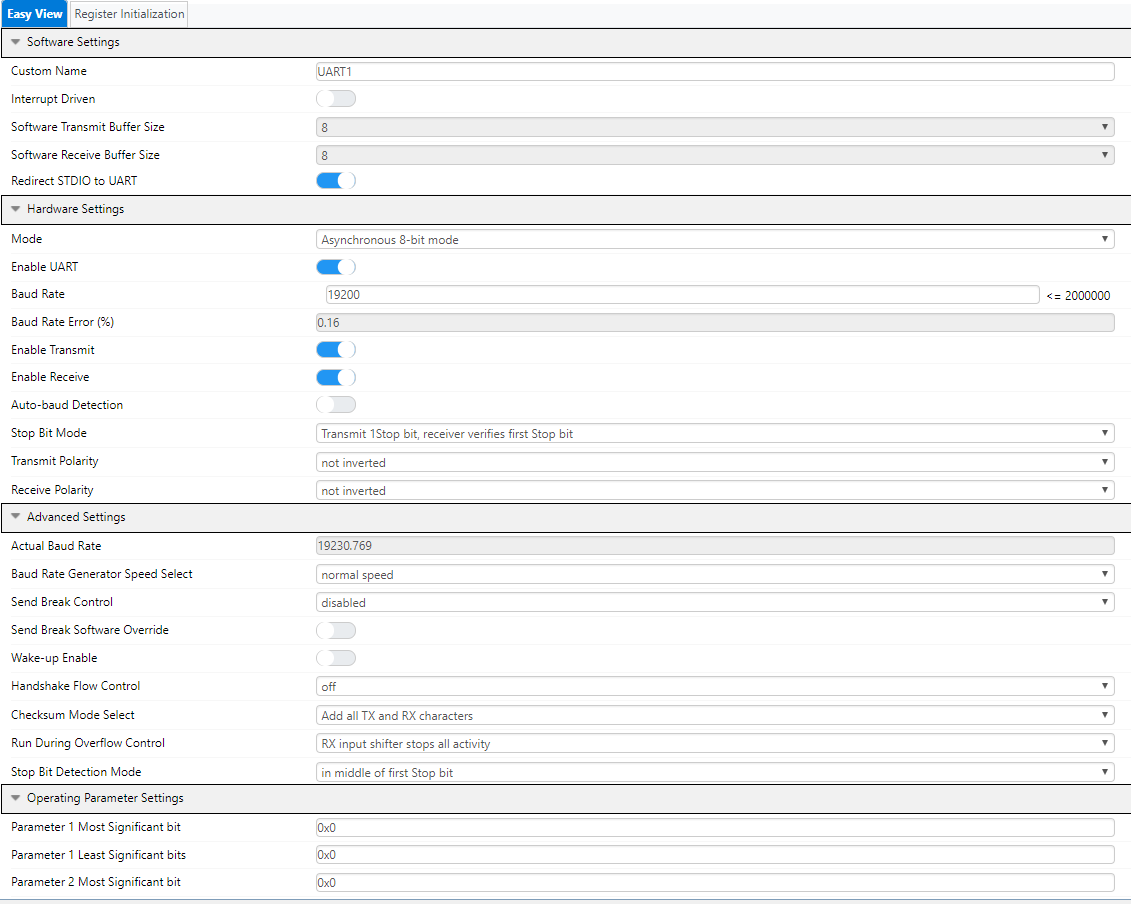 Easy View Register Initialization
Software Settings
Custom Name UART1
Interrupt Driven
Software Transmit Buffer Size 8
Software Receive Buffer Size 8
Redirect STDIO to UART
Hardware Settings
Mode Asynchronous 8-bit mode
Enable UART
Baud Rate 19200 <= 2000000
Baud Rate Error (%) 0.16
Enable Transmit
Enable Receive
Auto-baud Detection
Stop Bit Mode Transmit 1Stop bit, receiver verifies first Stop bit
Transmit Polarity not inverted
Receive Polarity not inverted
Advanced Settings
Actual Baud Rate 19230.769
Baud Rate Generator Speed Select normal speed
Send Break Control disabled
Send Break Software Override
Wake-up Enable
Handshake Flow Control off
Checksum Mode Select Add all TX and RX characters
Run During Overflow Control RX input shifter stops all activity
Stop Bit Detection Mode in middle of first Stop bit
Operating Parameter Settings
Parameter 1 Most Significant bit 0x0
Parameter 1 Least Significant bits 0x0
Parameter 2 Most Significant bit 0x0